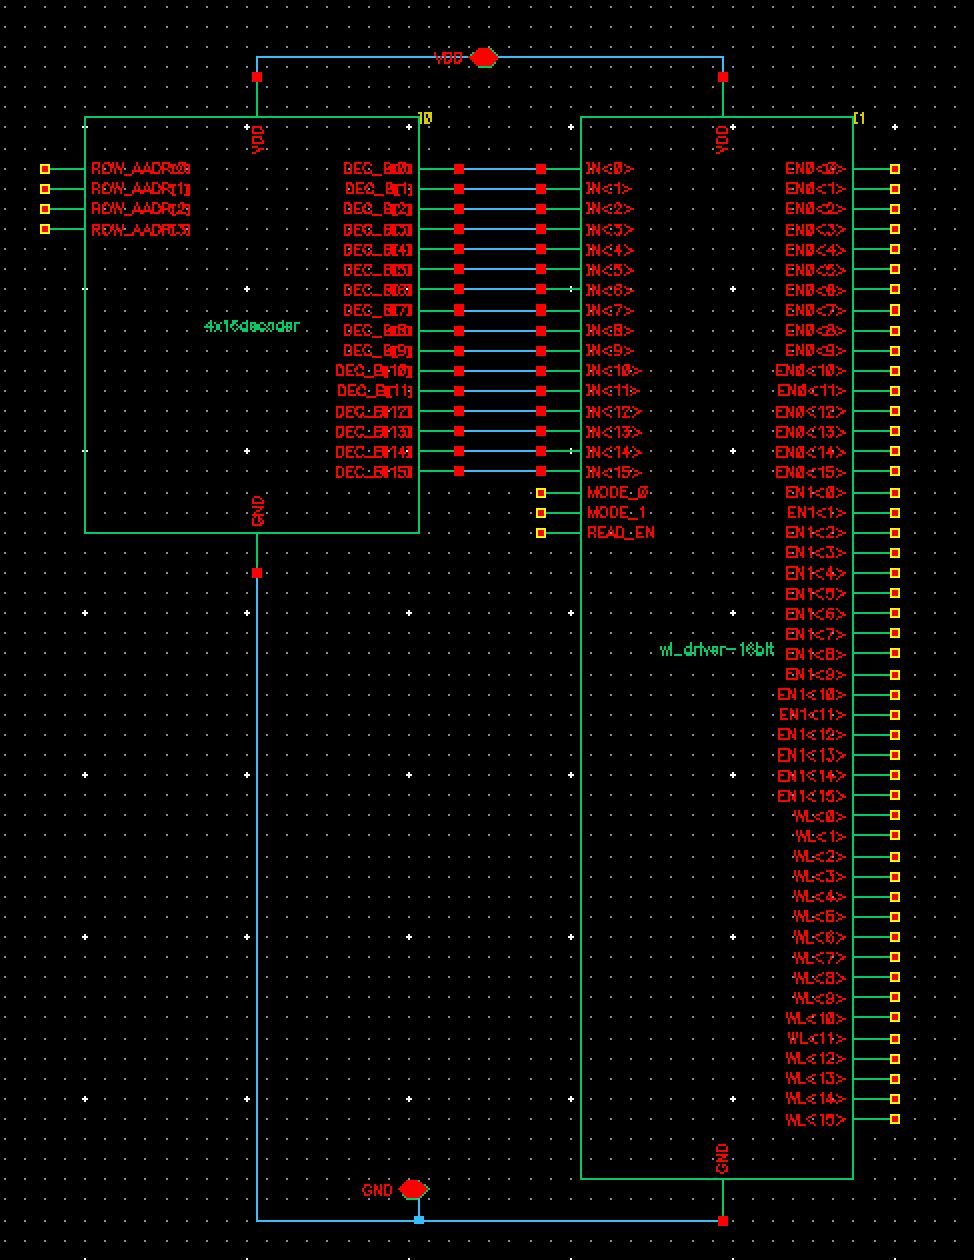 VDD
I0
I1
VDD
VDD
ROW_AADR[0]
ROW_AADR[1]
ROW_AADR[2]
ROW_AADR[3]
DEC_B[0]
DEC_B[1]
DEC_B[2]
DEC_B[3]
DEC_B[4]
DEC_B[5]
DEC_B[6]
DEC_B[7]
DEC_B[8]
DEC_B[9]
DEC_B[10]
DEC_B[11]
DEC_B[12]
DEC_B[13]
DEC_B[14]
DEC_B[15]
4x16decoder
GND
IN<0>
IN<1>
IN<2>
IN<3>
IN<4>
IN<5>
IN<6>
IN<7>
IN<8>
IN<9>
IN<10>
IN<11>
IN<12>
IN<13>
IN<14>
IN<15>
MODE_0
MODE_1
READ_EN
wl_driver-16bit
EN0<0>
EN0<1>
EN0<2>
EN0<3>
EN0<4>
EN0<5>
EN0<6>
EN0<7>
EN0<8>
EN0<9>
EN0<10>
EN0<11>
EN0<12>
EN0<13>
EN0<14>
EN0<15>
EN1<0>
EN1<1>
EN1<2>
EN1<3>
EN1<4>
EN1<5>
EN1<6>
EN1<7>
EN1<8>
EN1<9>
EN1<10>
EN1<11>
EN1<12>
EN1<13>
EN1<14>
EN1<15>
WL<0>
WL<1>
WL<2>
WL<3>
WL<4>
WL<5>
WL<6>
WL<7>
WL<8>
WL<9>
WL<10>
WL<11>
WL<12>
WL<13>
WL<14>
WL<15>
GND
GND